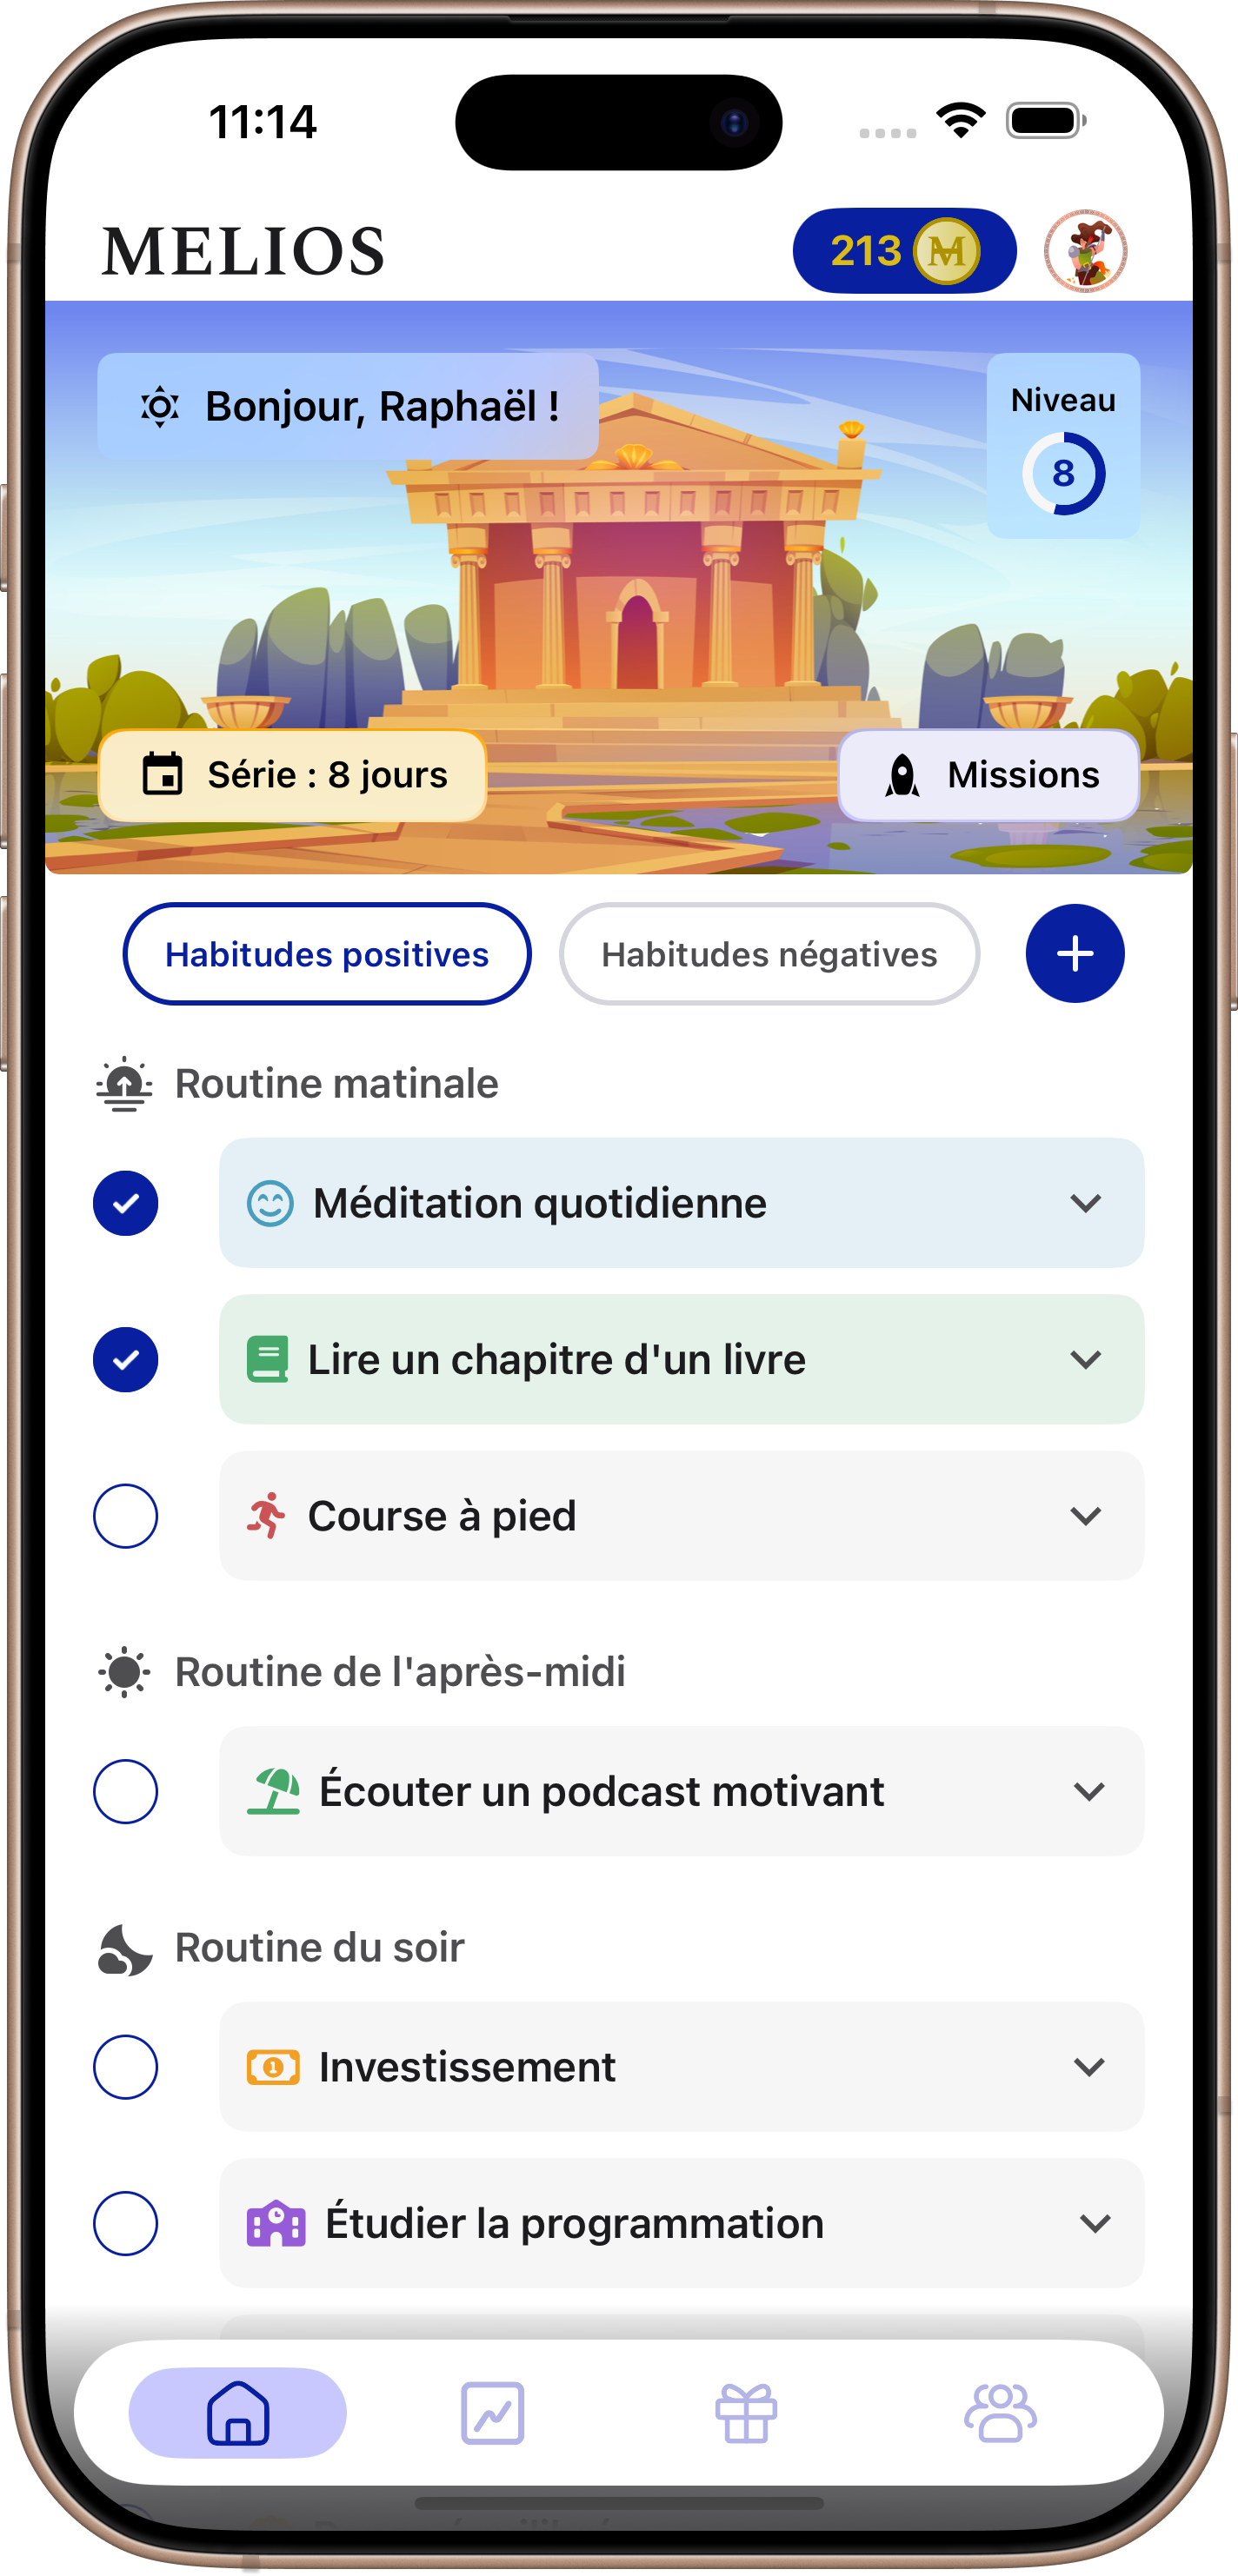 11:14
MELIOS
213
Bonjour, Raphaël !
Niveau
8
Série : 8 jours
Missions
Habitudes positives
Habitudes négatives
Routine matinale
Méditation quotidienne
Lire un chapitre d'un livre
Course à pied
Routine de l'après-midi
Écouter un podcast motivant
Routine du soir
Investissement
Étudier la programmation